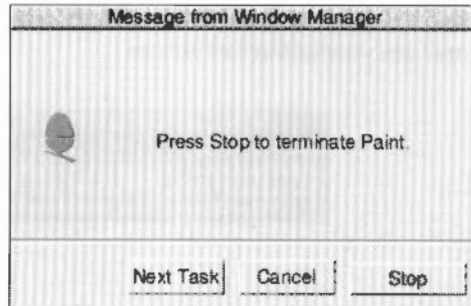 Message from Window Manager
Press Stop to terminate Paint.
Next Task Cancel Stop